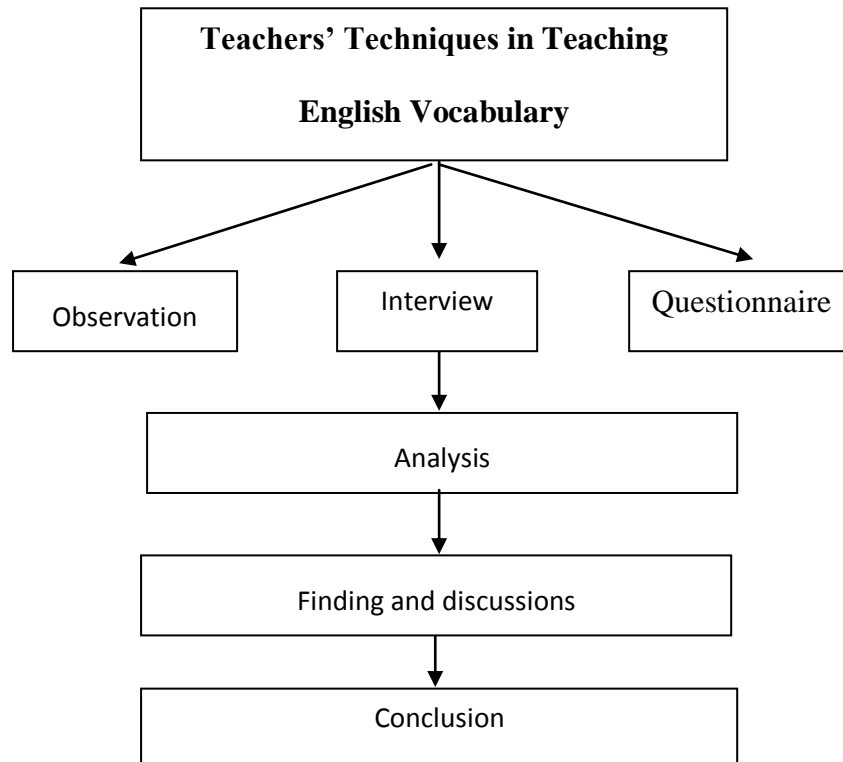 Teachers’ Techniques in Teaching
English Vocabulary
Observation
Interview
Questionnaire
Analysis
Finding and discussions
Conclusion